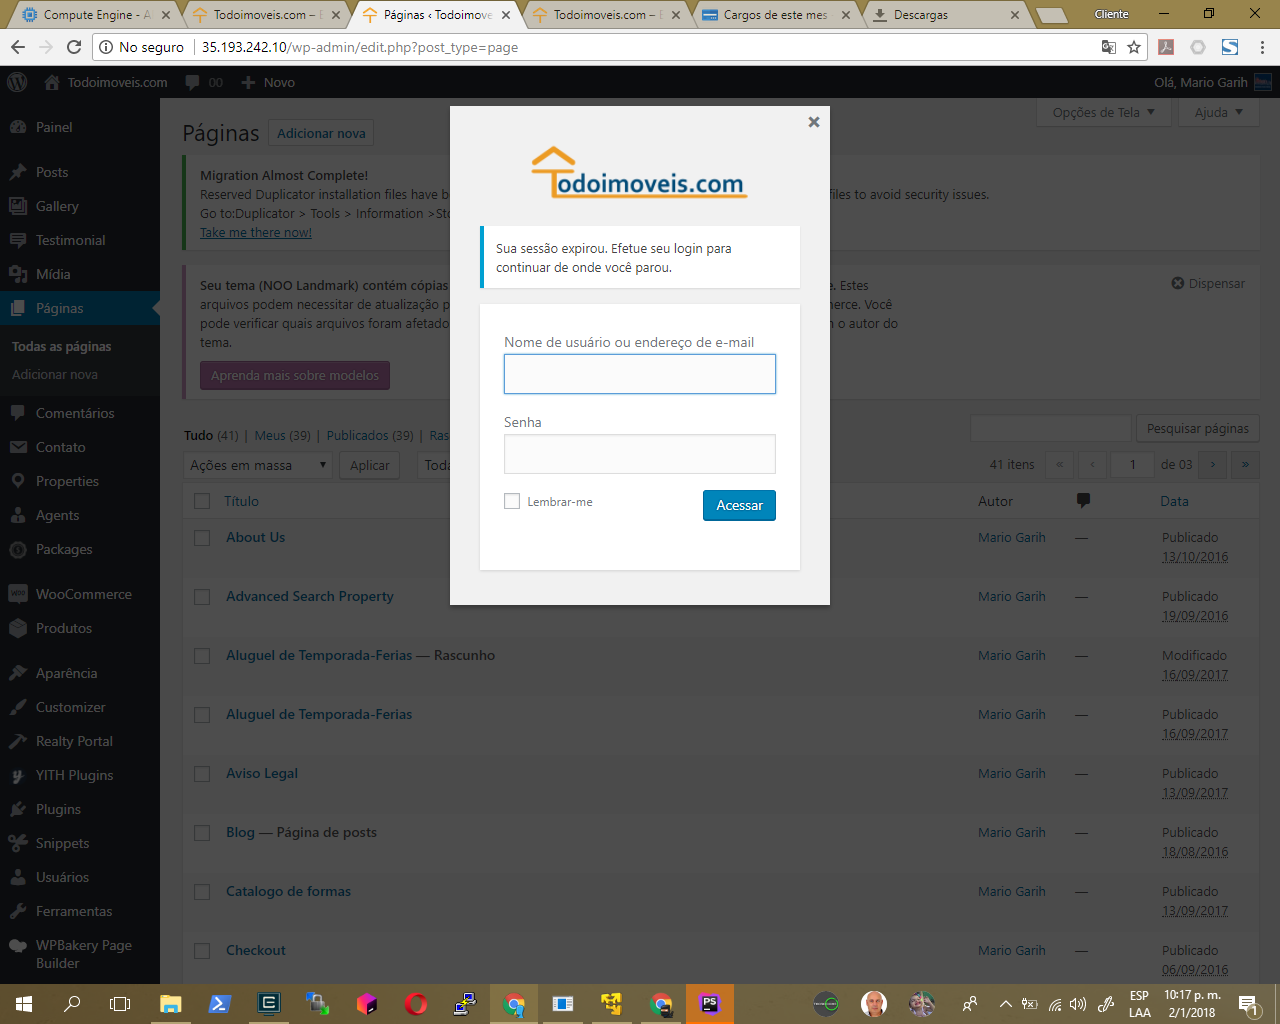 Compute Engine - A
Todoimoveis.com – E
Páginas ‹ Todoimove
Todoimoveis.com – E
Cargos de este mes -
Descargas
Cliente
No seguro
35.193.242.10/wp-admin/edit.php?post_type=page
Todoimoveis.com
00
Novo
Olá, Mario Garih
Painel
Posts
Gallery
Testimonial
Mídia
Páginas
Todas as páginas
Adicionar nova
Comentários
Contato
Properties
Agents
Packages
WooCommerce
Produtos
Aparência
Customizer
Realty Portal
YITH Plugins
Plugins
Snippets
Usuários
Ferramentas
WPBakery Page
Builder
Páginas
Adicionar nova
Opções de Tela
Ajuda
Migration Almost Complete!
Reserved Duplicator installation files have be
files to avoid security issues.
Go to:Duplicator > Tools > Information >Sto
Take me there now!
Seu tema (NOO Landmark) contém cópias
e. Estes
Dispensar
arquivos podem necessitar de atualização p
merce. Você
pode verificar quais arquivos foram afetado
o autor do
tema.
Aprenda mais sobre modelos
Tudo (41) | Meus (39) | Publicados (39) | Ras
Pesquisar páginas
Ações em massa
Aplicar
Toda
41 itens
«
‹
1
de 03
›
»
Título
Autor
Data
About Us
Mario Garih
—
Publicado
13/10/2016
Advanced Search Property
Mario Garih
—
Publicado
19/09/2016
Aluguel de Temporada-Ferias — Rascunho
Mario Garih
—
Modificado
16/09/2017
Aluguel de Temporada-Ferias
Mario Garih
—
Publicado
16/09/2017
Aviso Legal
Mario Garih
—
Publicado
13/09/2017
Blog — Página de posts
Mario Garih
—
Publicado
18/08/2016
Catalogo de formas
Mario Garih
—
Publicado
13/09/2017
Checkout
Mario Garih
—
Publicado
06/09/2016
Todoimoveis.com
Sua sessão expirou. Efetue seu login para
continuar de onde você parou.
Nome de usuário ou endereço de e-mail
Senha
Lembrar-me
Acessar
PS
ESP
LAA
10:17 p. m.
2/1/2018
1